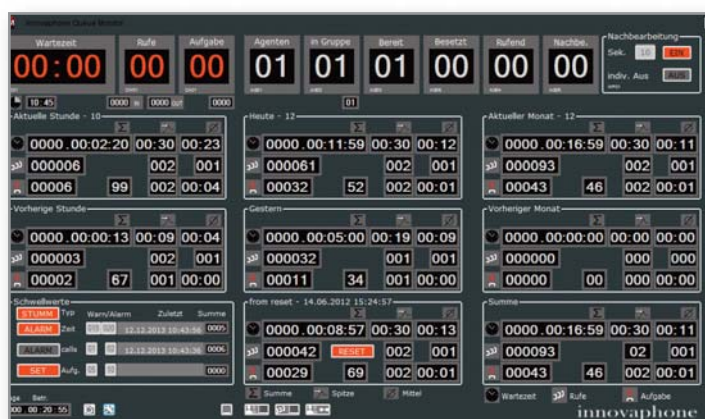 Innovaphone Queue Monitor
Wartezeit Rufe Aufgabe Agenten in Gruppe Bereit Besetzt Rufend Nachbe. Nachbearbeitung
00:00 00 00 01 01 01 00 00 00 Sek. 10 EIN
indiv. Aus AUS
10:45 0000 IN 0000 OUT 0000 01
Aktuelle Stunde - 10 Heute - 12 Aktueller Monat - 12
0000.00:02:20 00:30 00:23 0000.00:11:59 00:30 00:12 0000.00:16:59 00:30 00:11
000006 002 001 000061 002 001 000093 002 001
00006 99 002 00:04 00032 52 002 00:01 00043 46 002 00:01
Vorherige Stunde Gestern Vorheriger Monat
0000.00:00:13 00:09 00:04 0000.00:05:00 00:19 00:09 0000.00:00:00 00:00 00:00
000003 002 001 000032 001 001 000000 000 000
00002 67 001 00:00 00011 34 001 00:00 00000 00 000 00:00
Schwellwerte from reset - 14.06.2012 15:24:57 Summe
STUMM Typ Warn/Alarm Zuletzt Summe
ALARM Zeit 015 020 12.12.2013 10:43:56 0005 0000.00:08:57 00:30 00:13 0000.00:16:59 00:30 00:11
ALARM calls 01 02 12.12.2013 10:43:36 0006 000042 RESET 002 001 000093 02 001
SET Aufg. 00029 69 002 00:01 00043 46 002 00:01
Betr. Summe Spitze Mittel Wartezeit Rufe Aufgabe
00:20:55 innovaphone